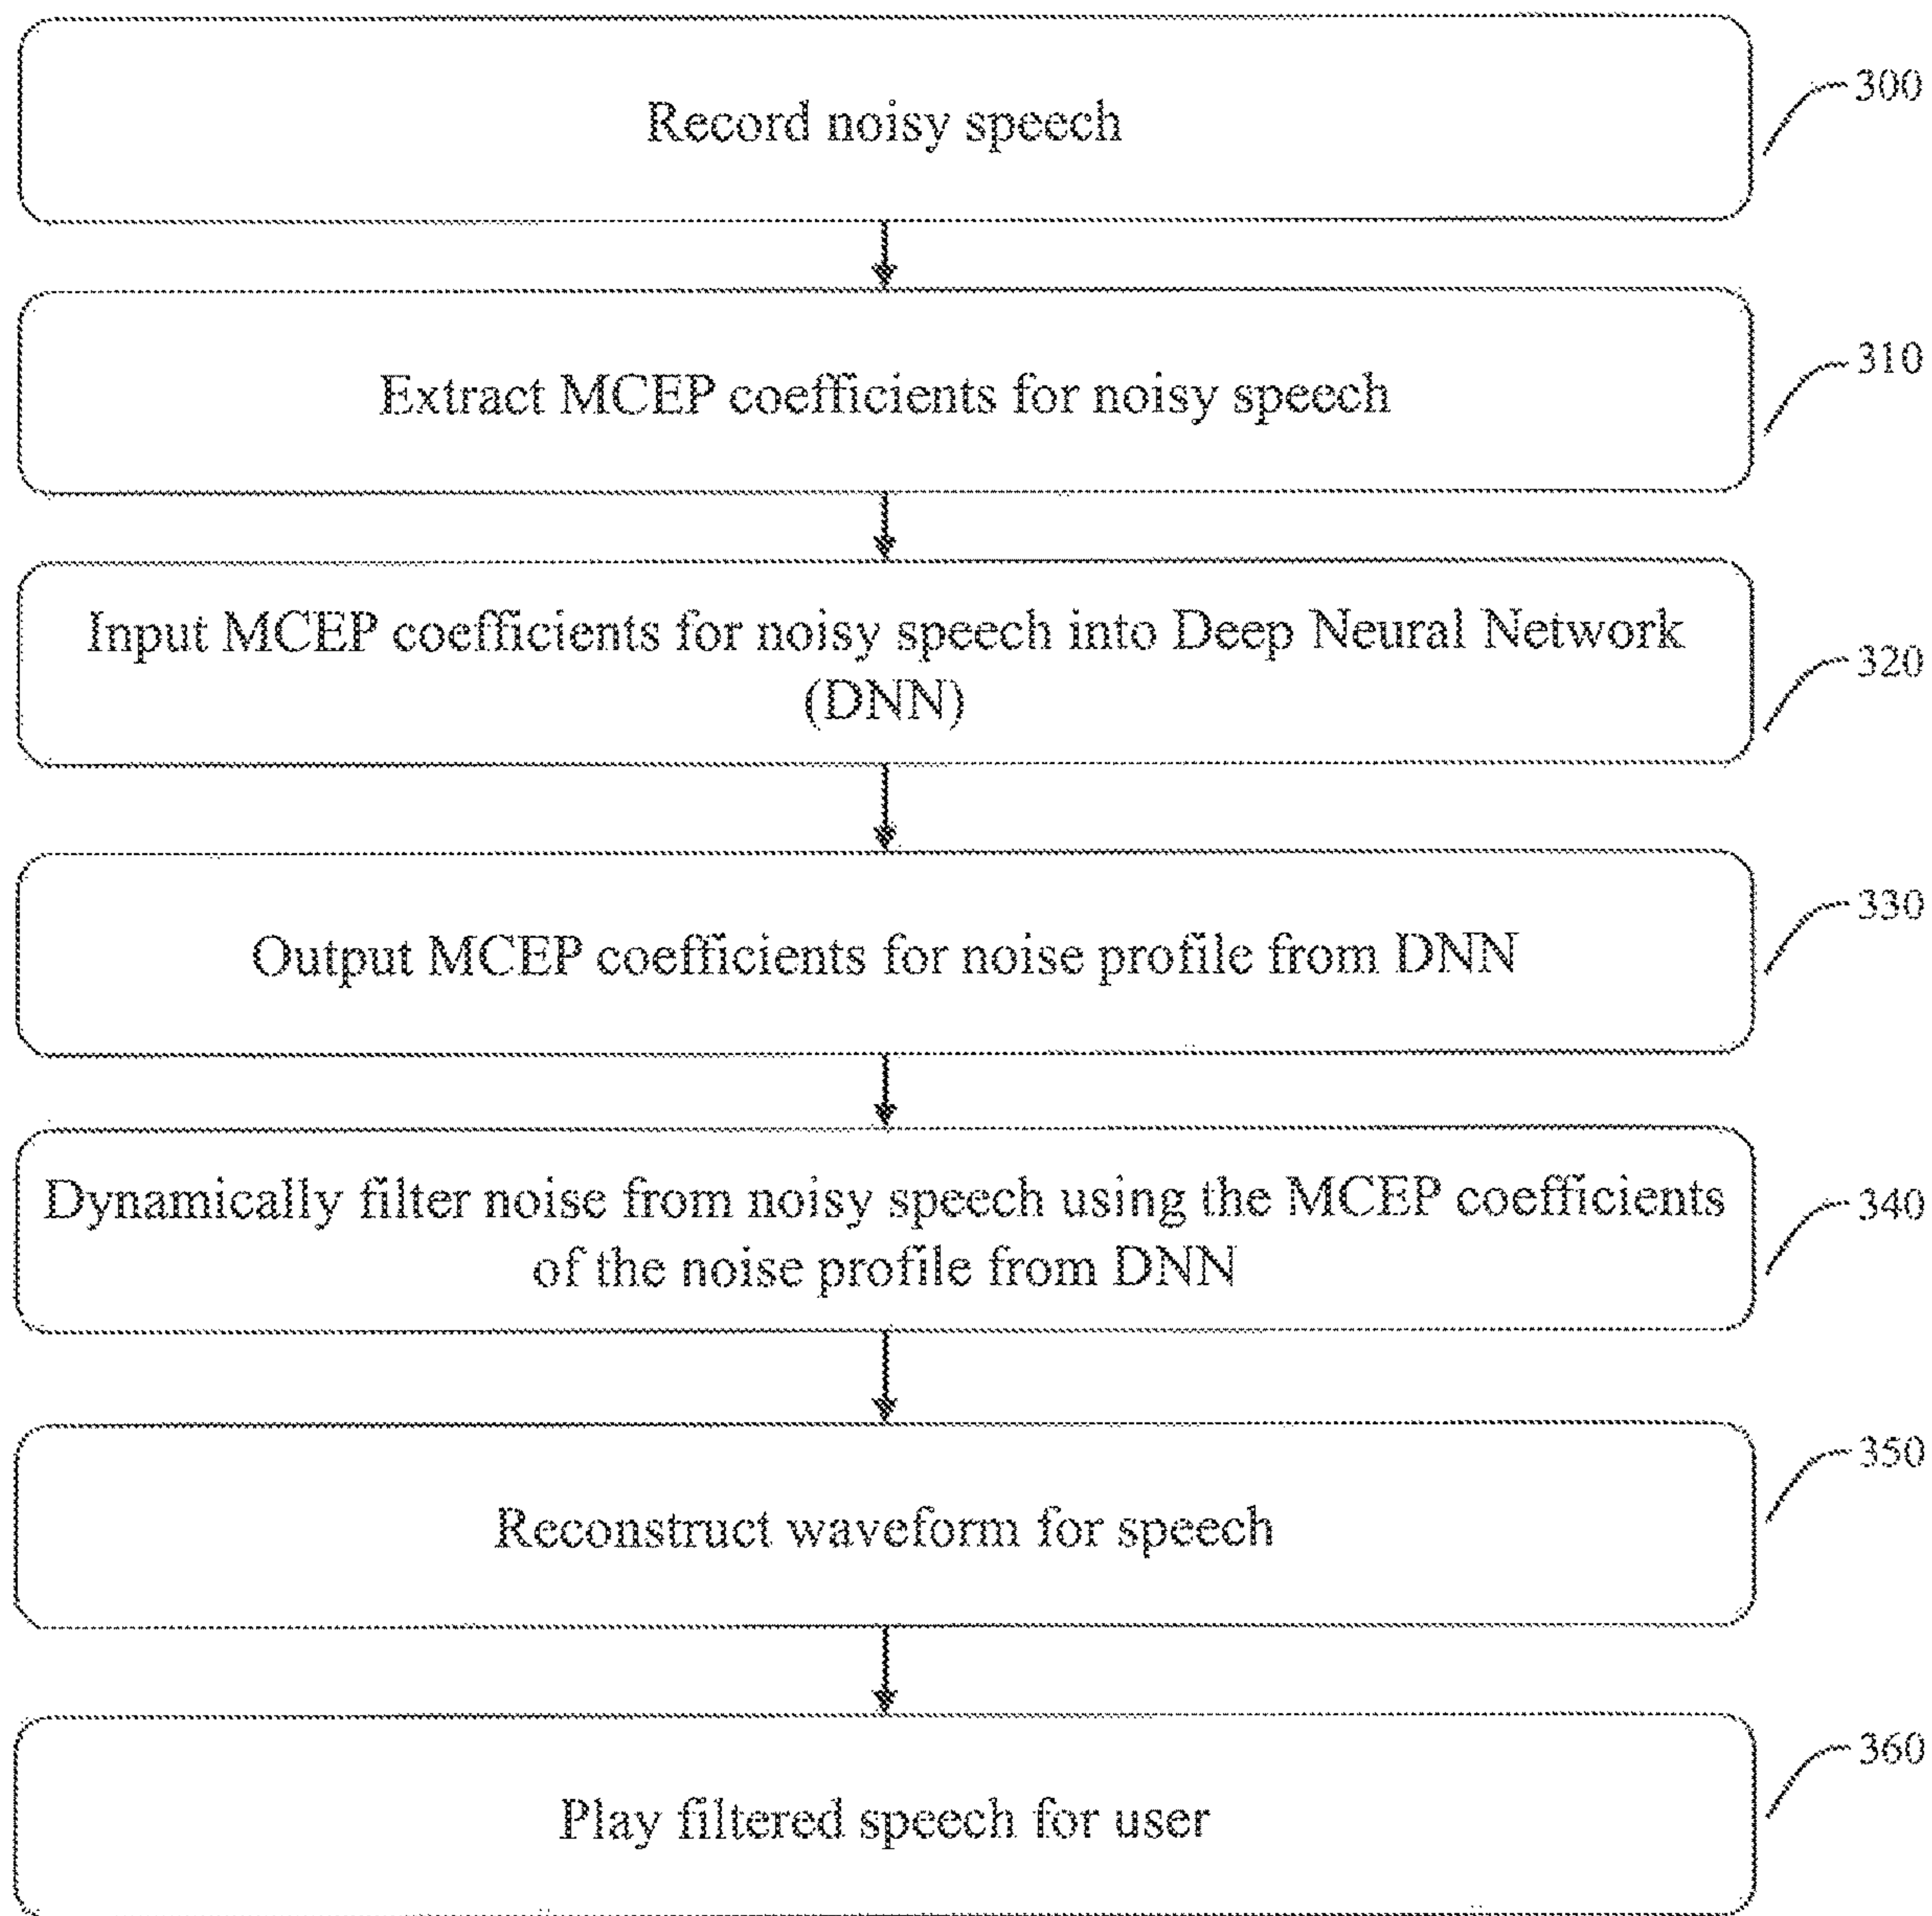 Record noisy speech
300
Extract MCEP coefficients for noisy speech
310
Input MCEP coefficients for noisy speech into Deep Neural Network
(DNN)
320
Output MCEP coefficients for noise profile from DNN
330
Dynamically filter noise from noisy speech using the MCEP coefficients
of the noise profile from DNN
340
Reconstruct waveform for speech
350
Play filtered speech for user
360